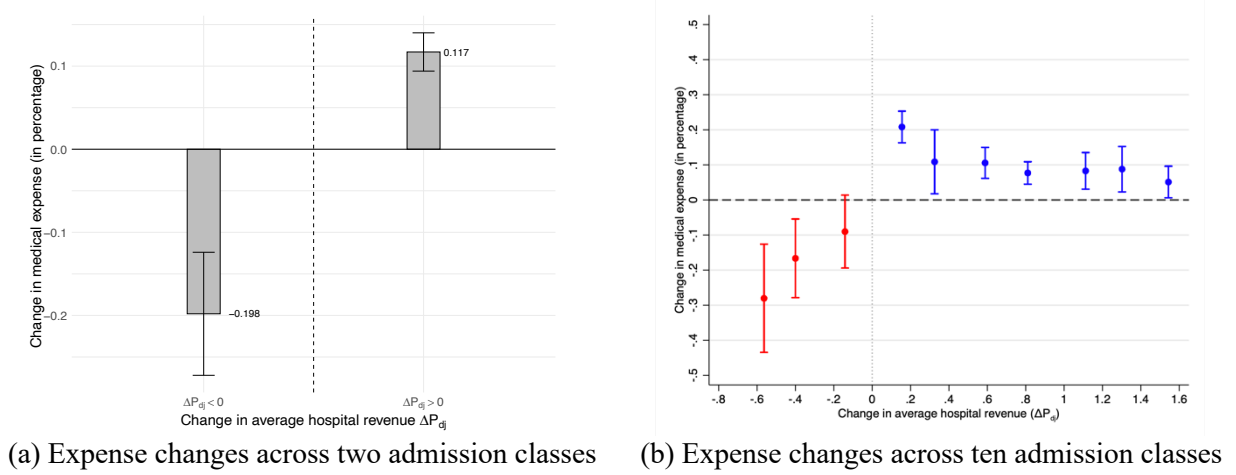 Change in medical expense (in percentage)
0.1
0.0
−0.1
−0.2
0.117
−0.198
ΔPdj < 0
ΔPdj > 0
Change in average hospital revenue ΔPdj
(a) Expense changes across two admission classes
Change in medical expense (in percentage)
.5
.4
.3
.2
.1
0
-.1
-.2
-.3
-.4
-.5
-.8 -.6 -.4 -.2 0 .2 .4 .6 .8 1 1.2 1.4 1.6
Change in average hospital revenue (ΔPdj)
(b) Expense changes across ten admission classes